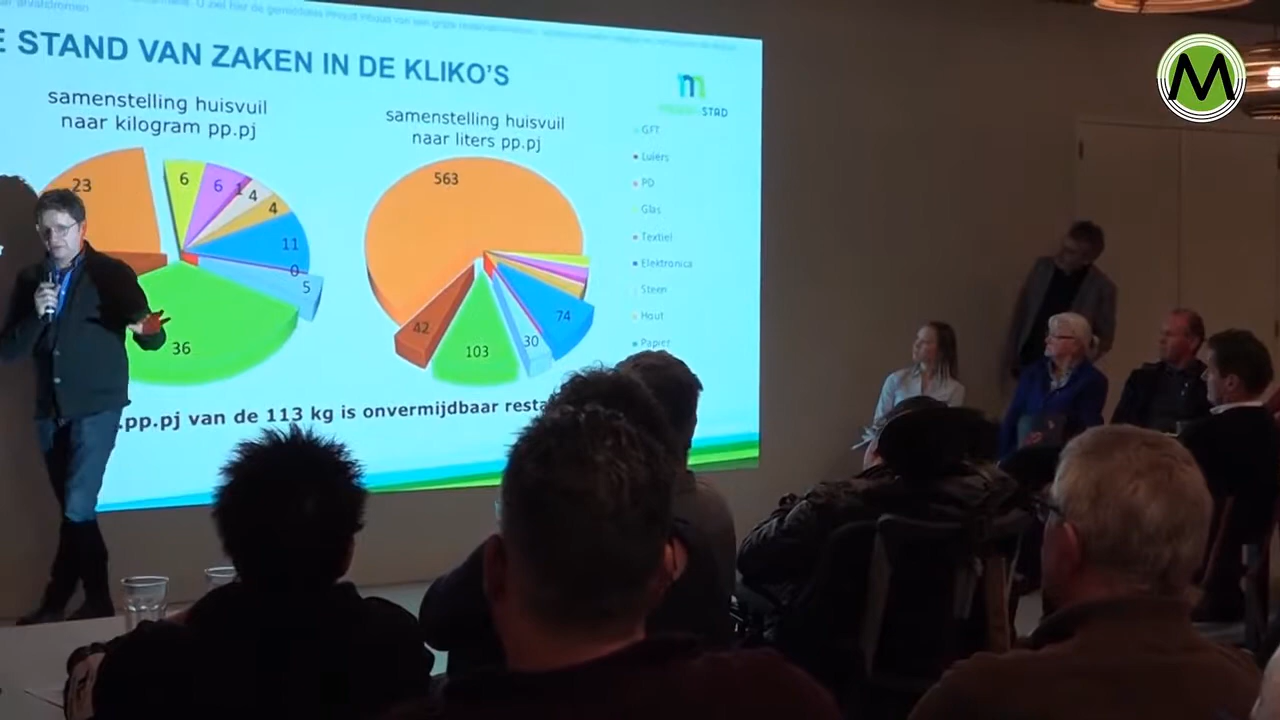 E STAND VAN ZAKEN IN DE KLIKO'S
samenstelling huisvuil
naar kilogram pp.pj
samenstelling huisvuil
naar liters pp.pj
STAD
M
GFT
Luiers
PD
Glas
Textiel
Elektronica
Steen
Hout
Papier
23
6
6
1
4
4
11
0
5
36
563
42
103
30
74
.pp.pj van de 113 kg is onvermijdbaar resta